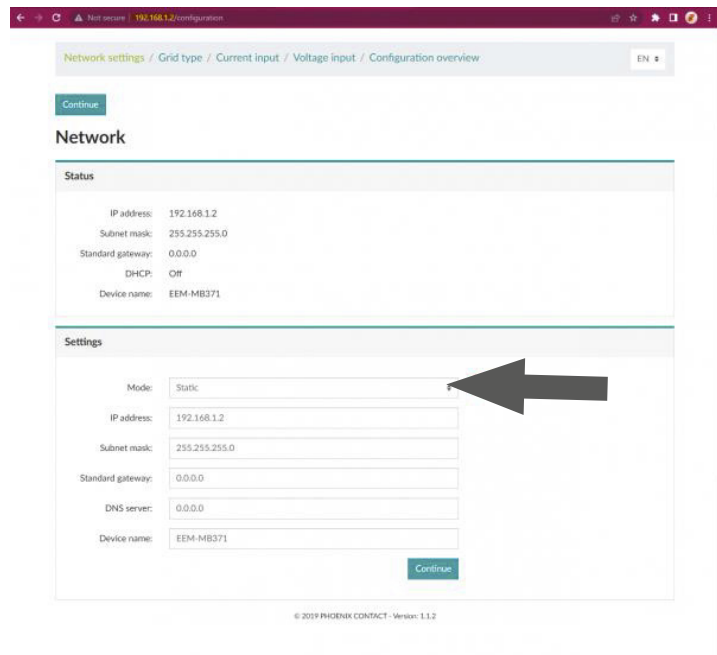 Not secure | 192.168.1.2/configuration
Network settings / Grid type / Current input / Voltage input / Configuration overview
EN
Continue
Network
Status
IP address: 192.168.1.2
Subnet mask: 255.255.255.0
Standard gateway: 0.0.0.0
DHCP: Off
Device name: EEM-MB371
Settings
Mode: Static
IP address: 192.168.1.2
Subnet mask: 255.255.255.0
Standard gateway: 0.0.0.0
DNS server: 0.0.0.0
Device name: EEM-MB371
Continue
© 2019 PHOENIX CONTACT - Version: 1.1.2